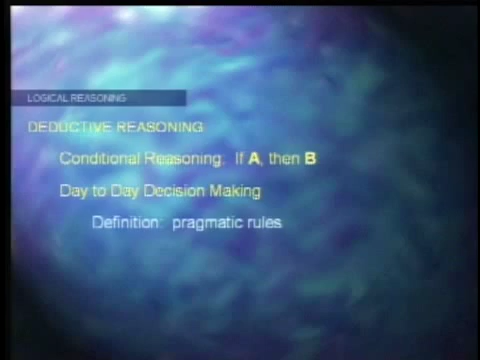 LOGICAL REASONING
DEDUCTIVE REASONING
Conditional Reasoning. If A, then B
Day to Day Decision Making
Definition: pragmatic rules